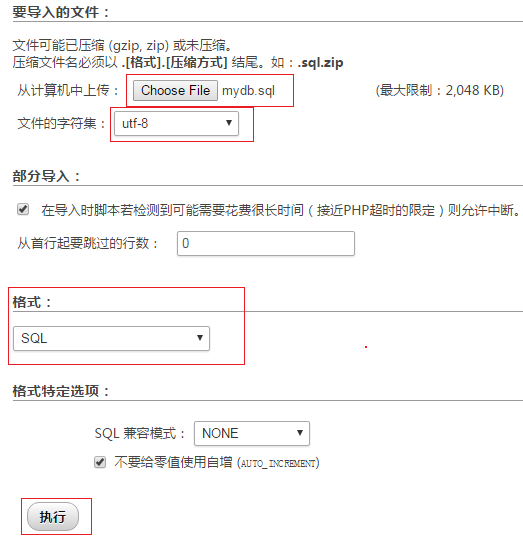 要导入的文件：
文件可能已压缩 (gzip, zip) 或未压缩。
压缩文件名必须以 .[格式].[压缩方式] 结尾。如：.sql.zip
从计算机中上传： Choose File mydb.sql (最大限制：2,048 KB)
文件的字符集： utf-8
部分导入：
在导入时脚本若检测到可能需要花费很长时间（接近PHP超时的限定）则允许中断。
从首行起要跳过的行数： 0
格式：
SQL
格式特定选项：
SQL 兼容模式： NONE
不要给零值使用自增 (AUTO_INCREMENT)
执行